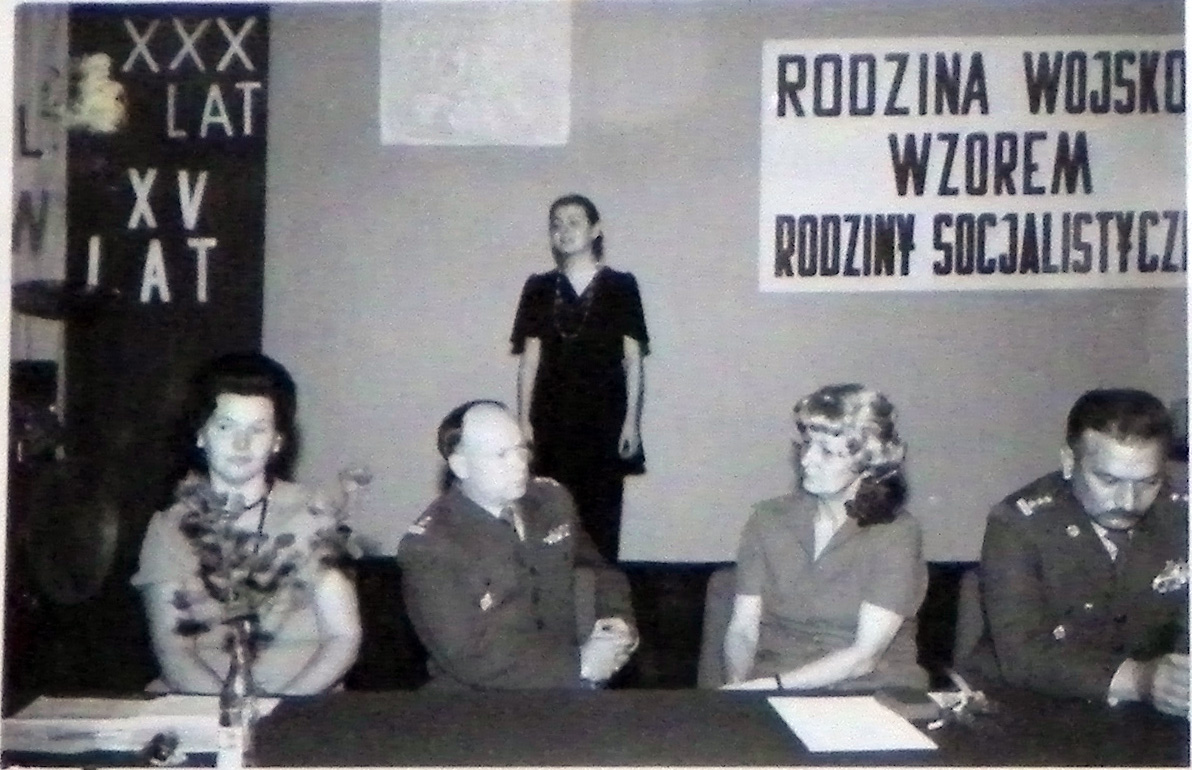 XXX
LAT
XV
LAT
L
W
RODZINA WOJSKO
WZOREM
RODZINY SOCJALISTYCZ